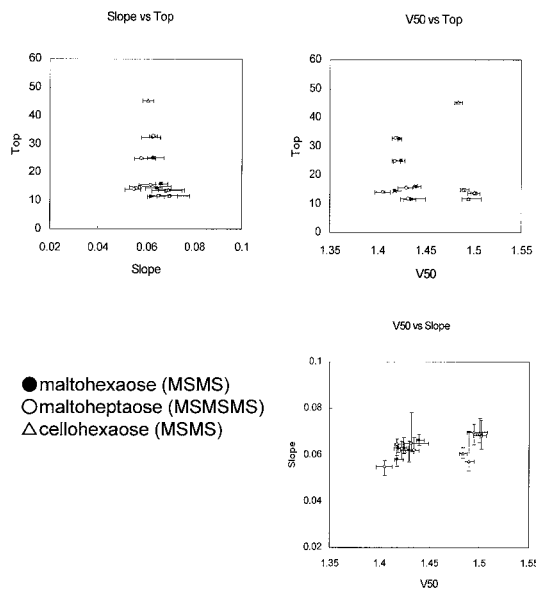 Slope vs Top
V50 vs Top
60
50
40
30
20
10
0
Top
0.02
0.04
0.06
0.08
0.1
Slope
60
50
40
30
20
10
0
Top
1.35
1.4
1.45
1.5
1.55
V50
V50 vs Slope
0.1
0.08
0.06
0.04
0.02
Slope
1.35
1.4
1.45
1.5
1.55
V50
maltohexaose (MSMS)
maltoheptaose (MSMSMS)
cellohexaose (MSMS)